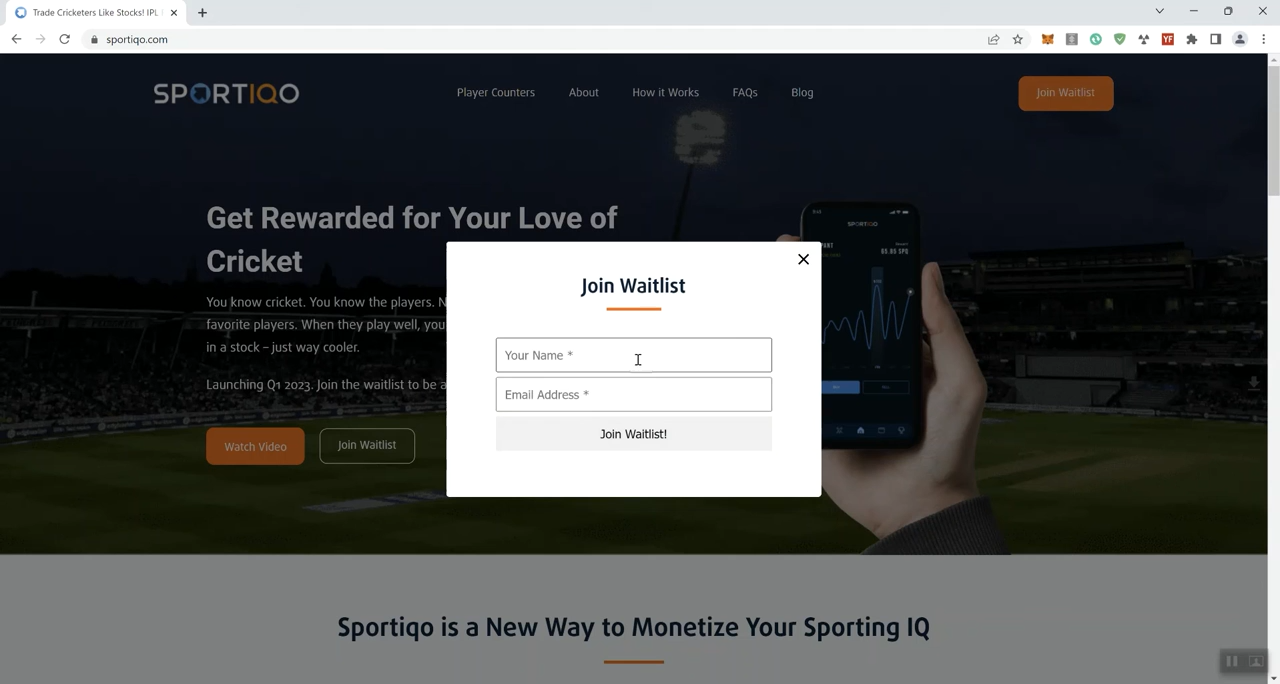 Trade Cricketers Like Stocks! IPL
sportiqo.com
YF
SPORTIQO
Player Counters
About
How it Works
FAQs
Blog
Join Waitlist
Get Rewarded for Your Love of
Cricket
You know cricket. You know the players. N
favorite players. When they play well, you
in a stock – just way cooler.
Launching Q1 2023. Join the waitlist to be a
Watch Video
Join Waitlist
SPORTIQO
Join Waitlist
Your Name *
Email Address *
Join Waitlist!
Sportiqo is a New Way to Monetize Your Sporting IQ